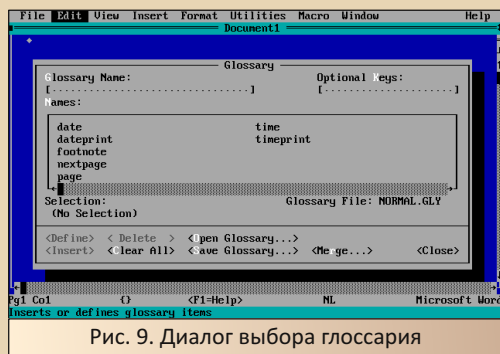 File Edit View Insert Format Utilities Macro Window Help
Document1
Glossary
Glossary Name: Optional Keys:
[.................................] [......................]
Names:
date time
dateprint timeprint
footnote
nextpage
page
Selection: Glossary File: NORMAL.GLY
(No Selection)
<Define> < Delete > <Open Glossary...>
<Insert> <Clear All> <Save Glossary...> <Merge...> <Close>
Pg1 Co1 {} <F1=Help> NL Microsoft Word
Inserts or defines glossary items
Рис. 9. Диалог выбора глоссария